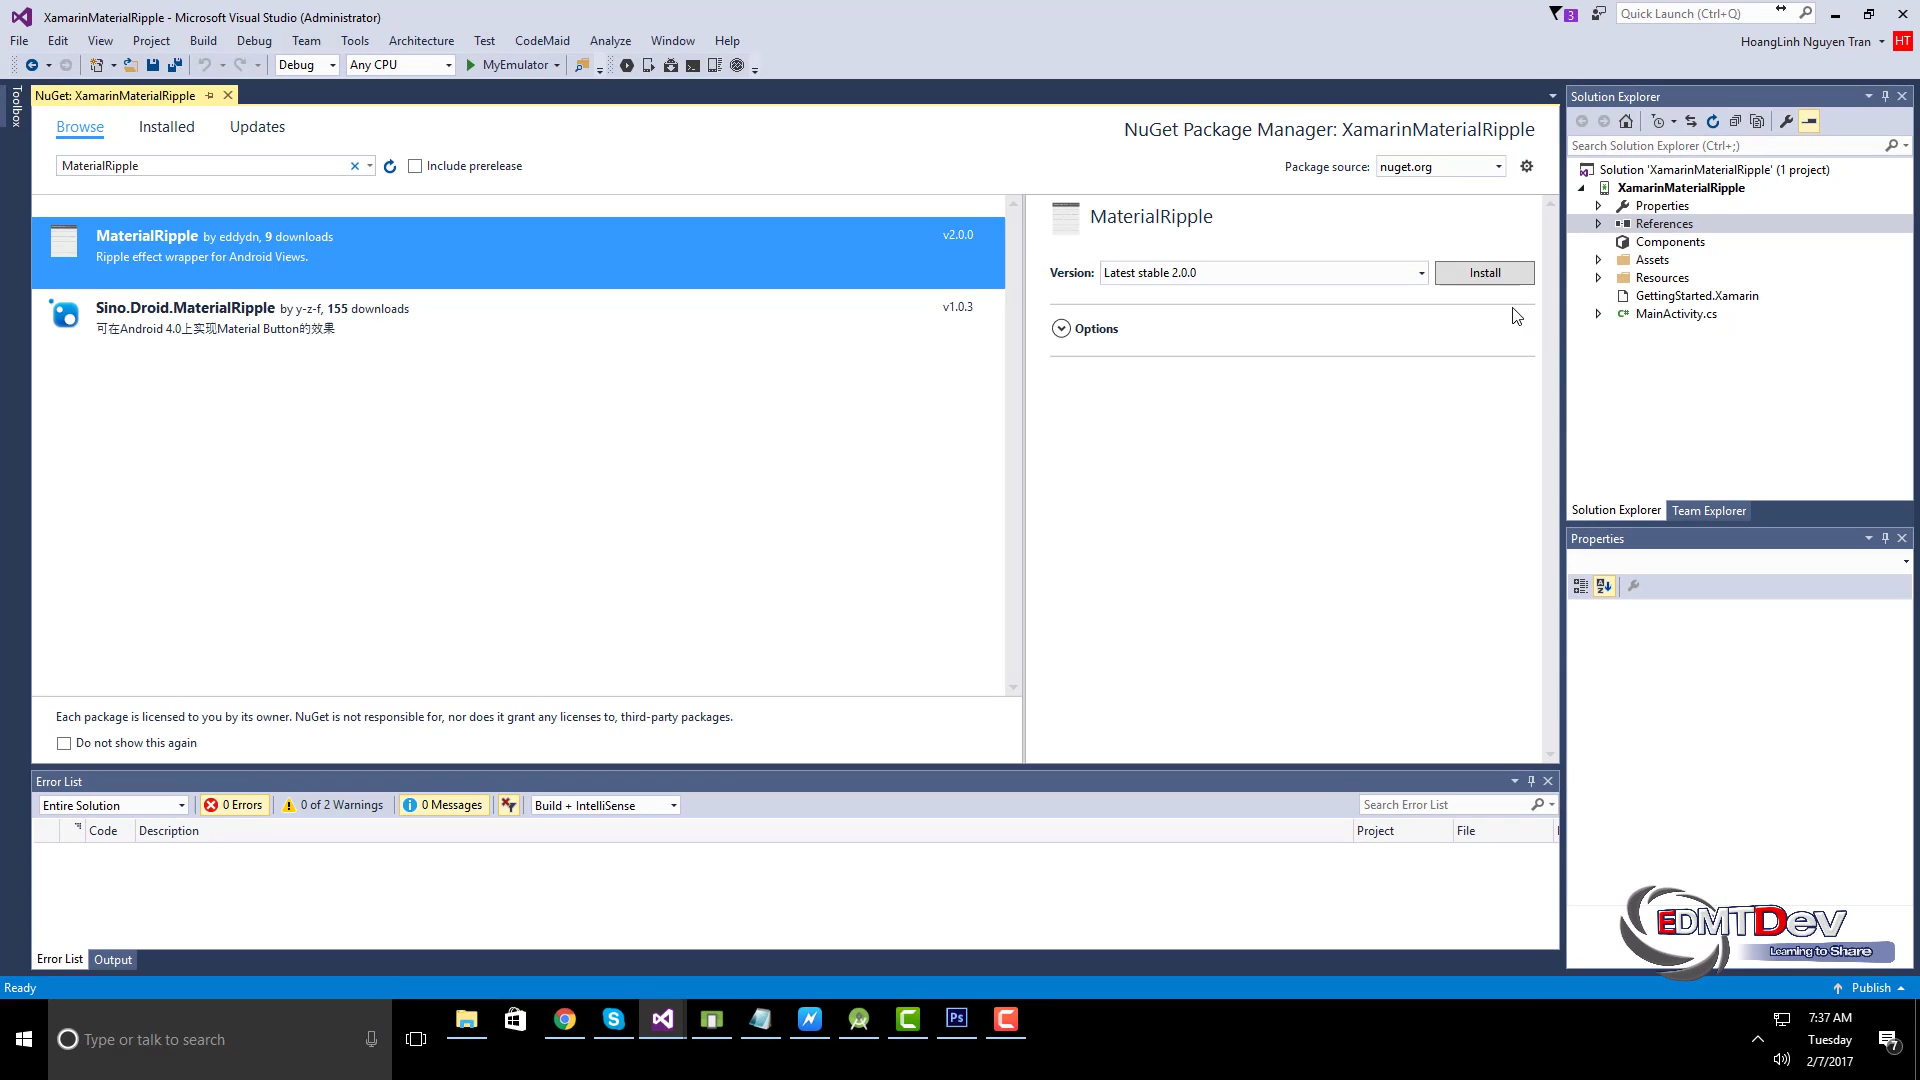 XamarinMaterialRipple - Microsoft Visual Studio (Administrator)
3
Quick Launch (Ctrl+Q)
File Edit View Project Build Debug Team Tools Architecture Test CodeMaid Analyze Window Help
HoangLinh Nguyen Tran HT
Debug Any CPU MyEmulator
Toolbox
NuGet: XamarinMaterialRipple
Browse Installed Updates
NuGet Package Manager: XamarinMaterialRipple
MaterialRipple
Include prerelease
Package source: nuget.org
MaterialRipple by eddydn, 9 downloads
v2.0.0
Ripple effect wrapper for Android Views.
Sino.Droid.MaterialRipple by y-z-f, 155 downloads
v1.0.3
可在Android 4.0上实现Material Button的效果
Each package is licensed to you by its owner. NuGet is not responsible for, nor does it grant any licenses to, third-party packages.
Do not show this again
MaterialRipple
Version: Latest stable 2.0.0 Install
Options
Solution Explorer
Search Solution Explorer (Ctrl+;)
Solution 'XamarinMaterialRipple' (1 project)
XamarinMaterialRipple
Properties
References
Components
Assets
Resources
GettingStarted.Xamarin
C# MainActivity.cs
Solution Explorer Team Explorer
Properties
Error List
Entire Solution 0 Errors 0 of 2 Warnings 0 Messages Build + IntelliSense
Search Error List
Code Description Project File
Error List Output
EDMTDev
Learning to Share
Ready
Publish
Type or talk to search
Ps
7:37 AM
Tuesday
2/7/2017
7